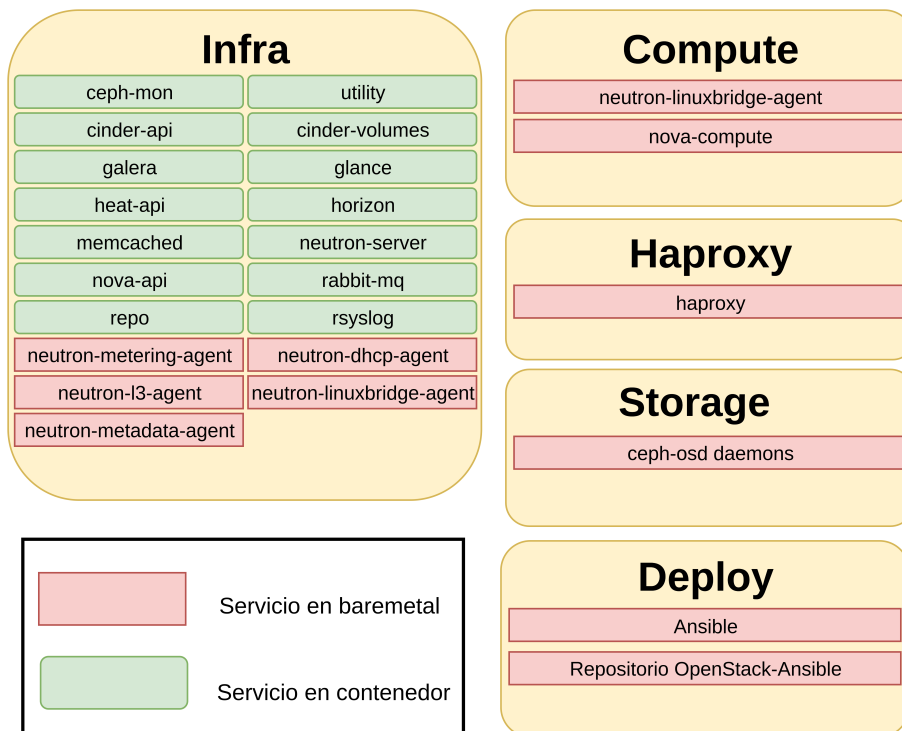 Infra
ceph-mon
utility
cinder-api
cinder-volumes
galera
glance
heat-api
horizon
memcached
neutron-server
nova-api
rabbit-mq
repo
rsyslog
neutron-metering-agent
neutron-dhcp-agent
neutron-l3-agent
neutron-linuxbridge-agent
neutron-metadata-agent
Compute
neutron-linuxbridge-agent
nova-compute
Haproxy
haproxy
Storage
ceph-osd daemons
Deploy
Ansible
Repositorio OpenStack-Ansible
Servicio en baremetal
Servicio en contenedor